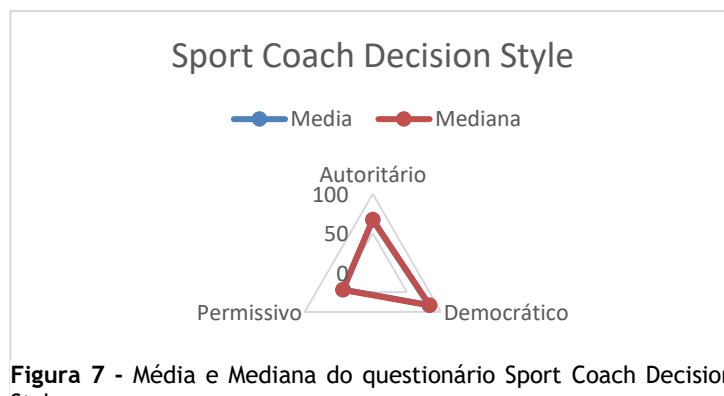 Sport Coach Decision Style
Media Mediana
Autoritário
100
50
0
Permissivo Democrático
Figura 7 - Média e Mediana do questionário Sport Coach Decision